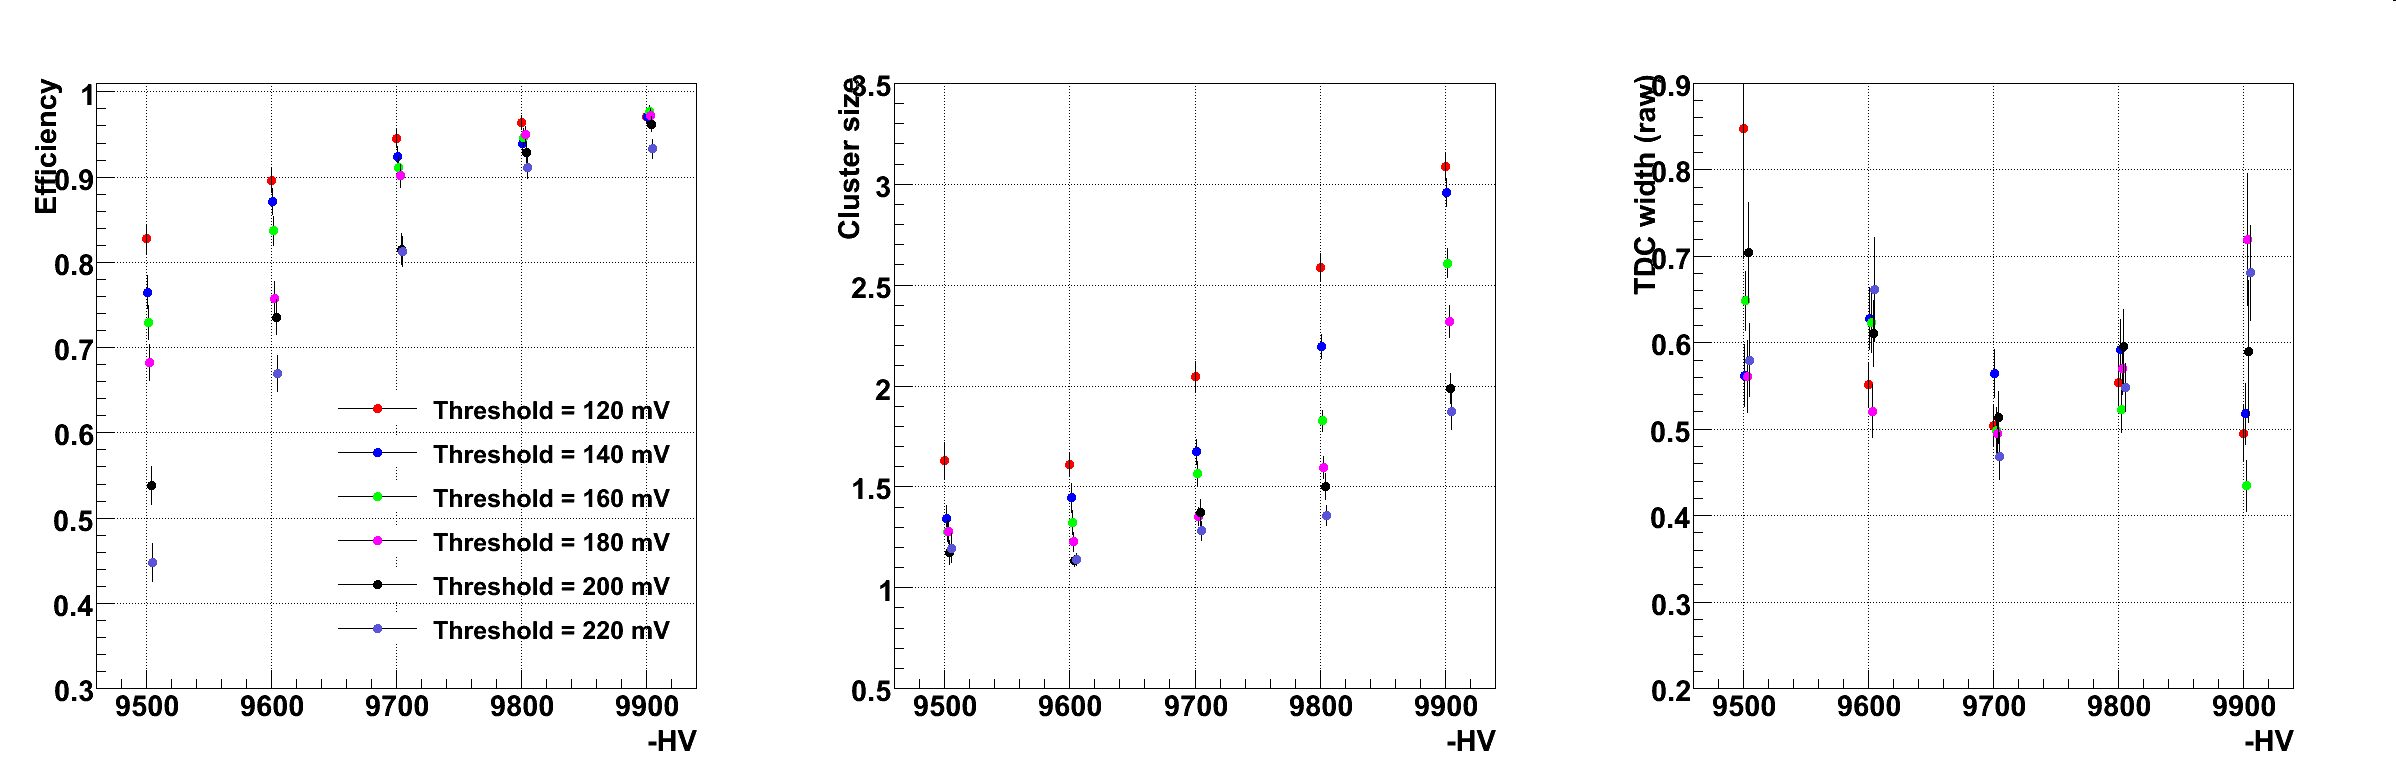 Efficiency
1
0.9
0.8
0.7
0.6
0.5
0.4
0.3
9500 9600 9700 9800 9900
-HV
Threshold = 120 mV
Threshold = 140 mV
Threshold = 160 mV
Threshold = 180 mV
Threshold = 200 mV
Threshold = 220 mV
Cluster size
3.5
3
2.5
2
1.5
1
0.5
9500 9600 9700 9800 9900
-HV
TDC width (raw)
0.9
0.8
0.7
0.6
0.5
0.4
0.3
0.2
9500 9600 9700 9800 9900
-HV